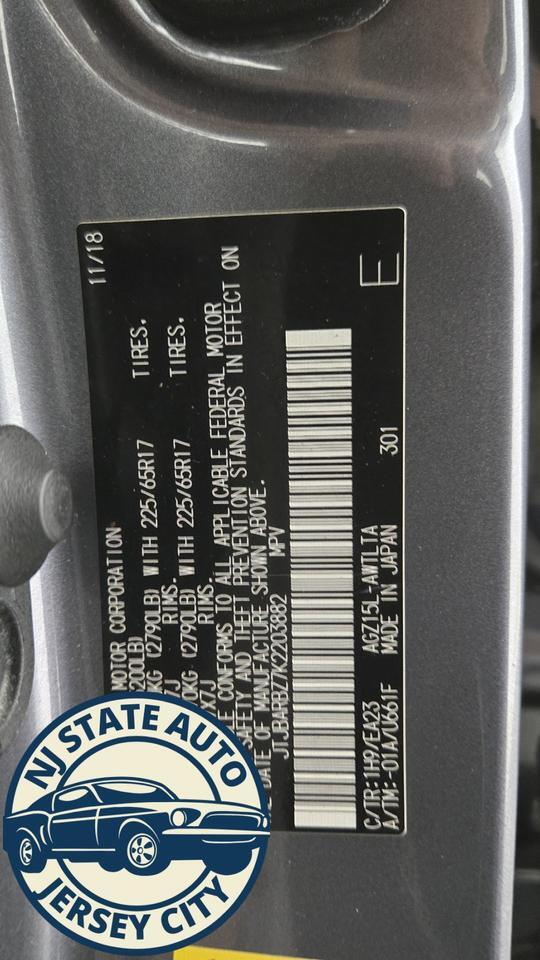 11/18
MOTOR CORPORATION
200LB)
0KG (2790LB) WITH 225/65R17 TIRES.
X7J RIMS.
0KG (2790LB) WITH 225/65R17 TIRES.
X7J RIMS.
LE CONFORMS TO ALL APPLICABLE FEDERAL MOTOR
SAFETY AND THEFT PREVENTION STANDARDS IN EFFECT ON
E DATE OF MANUFACTURE SHOWN ABOVE.
JTJBARBZ7K2203882 MPV
C/TR:1H9/EA23 AGZ15L-AWTLTA 301
A/TM:-01A/U661F MADE IN JAPAN
E
NJ STATE AUTO
JERSEY CITY